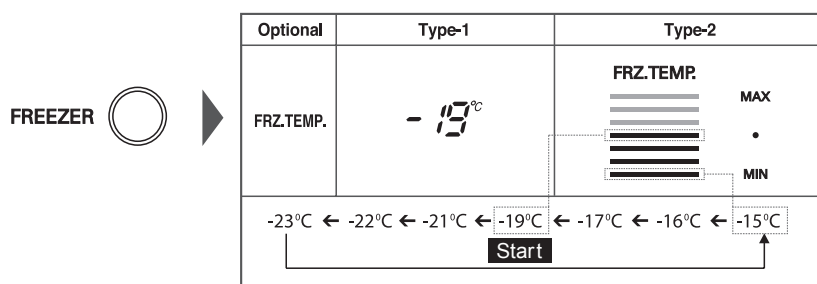 Optional Type-1 Type-2
FREEZER
FRZ.TEMP.
- 19°C
FRZ.TEMP.
MAX
•
MIN
-23°C ← -22°C ← -21°C ← -19°C ← -17°C ← -16°C ← -15°C
Start